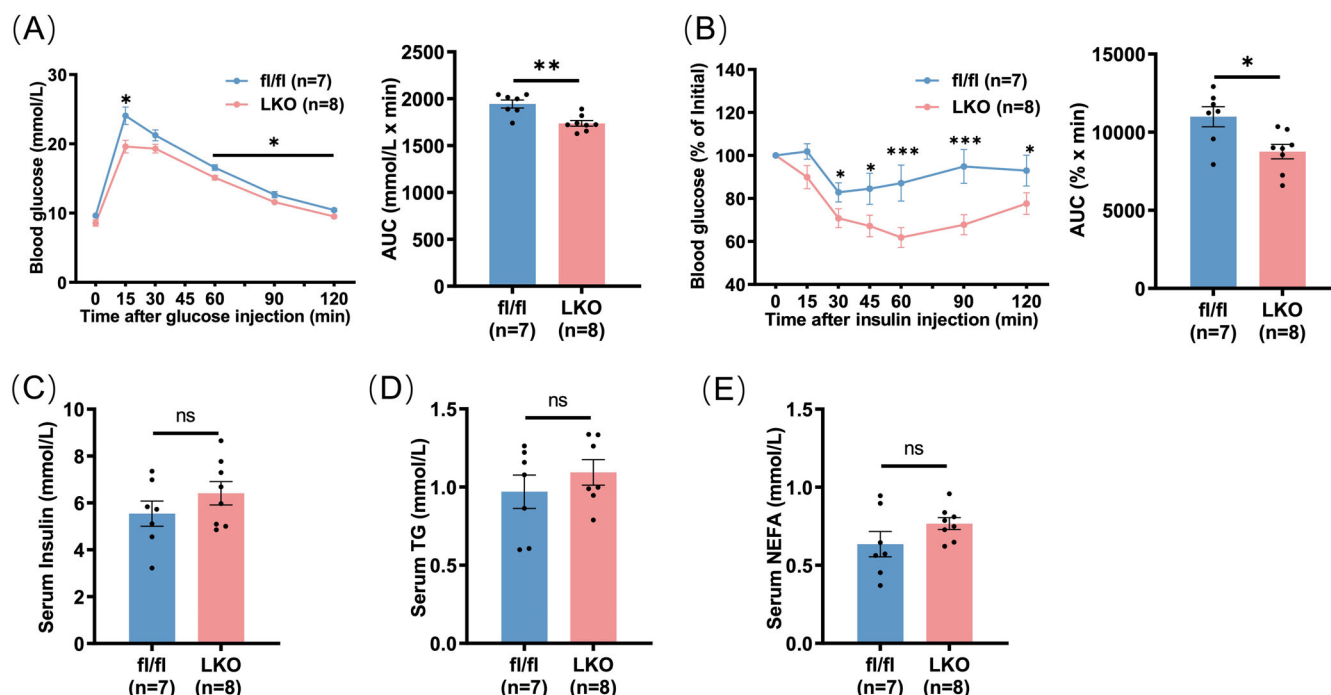 (A)
Blood glucose (mmol/L)
30
20
10
0
fl/fl (n=7)
LKO (n=8)
*
*
0 15 30 45 60 90 120
Time after glucose injection (min)
AUC (mmol/L x min)
2500
2000
1500
1000
500
0
**
fl/fl LKO
(n=7) (n=8)
(B)
Blood glucose (% of Initial)
140
120
100
80
60
40
fl/fl (n=7)
LKO (n=8)
* * *** *** *
0 15 30 45 60 90 120
Time after insulin injection (min)
AUC (% x min)
15000
10000
5000
0
*
fl/fl LKO
(n=7) (n=8)
(C)
Serum Insulin (mmol/L)
10
8
6
4
2
0
ns
fl/fl LKO
(n=7) (n=8)
(D)
Serum TG (mmol/L)
1.5
1.0
0.5
0.0
ns
fl/fl LKO
(n=7) (n=8)
(E)
Serum NEFA (mmol/L)
1.5
1.0
0.5
0.0
ns
fl/fl LKO
(n=7) (n=8)